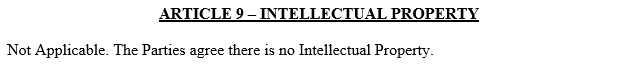 ARTICLE 9 – INTELLECTUAL PROPERTY
Not Applicable. The Parties agree there is no Intellectual Property.